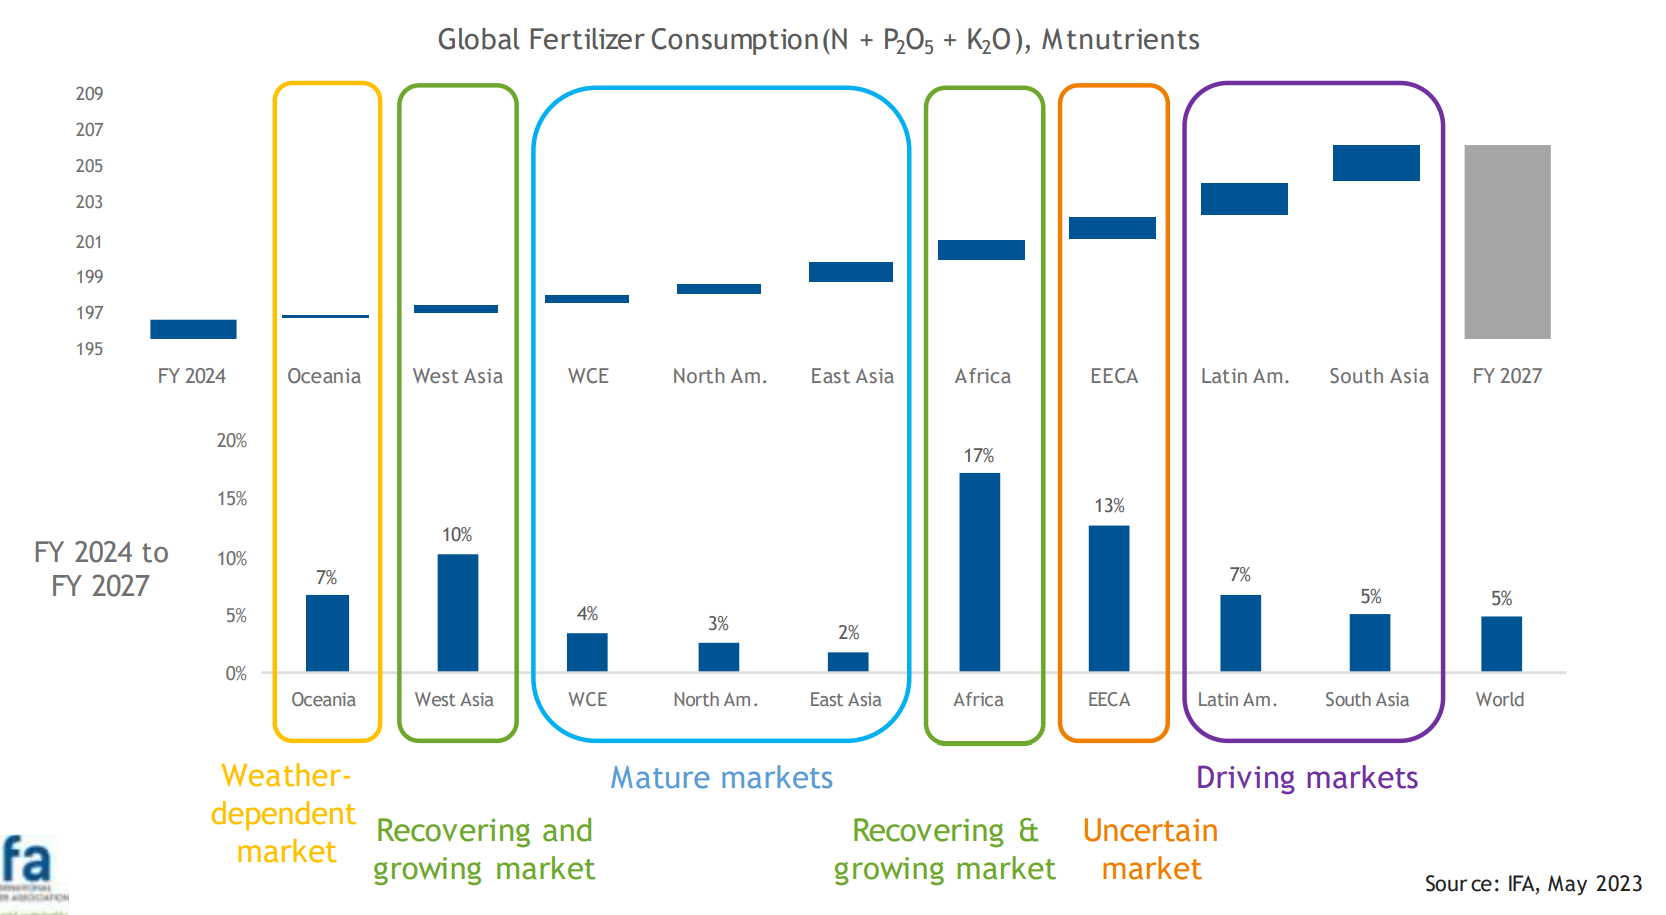 Global Fertilizer Consumption(N + P₂O₅ + K₂O), Mtnutrients
209
207
205
203
201
199
197
195
FY 2024 Oceania West Asia WCE North Am. East Asia Africa EECA Latin Am. South Asia FY 2027
FY 2024 to
FY 2027
20%
15%
10%
5%
0%
7% 10% 4% 3% 2% 17% 13% 7% 5% 5%
Oceania West Asia WCE North Am. East Asia Africa EECA Latin Am. South Asia World
Weather-
dependent
market
Recovering and
growing market
Mature markets
Recovering &
growing market
Uncertain
market
Driving markets
fa
Source: IFA, May 2023